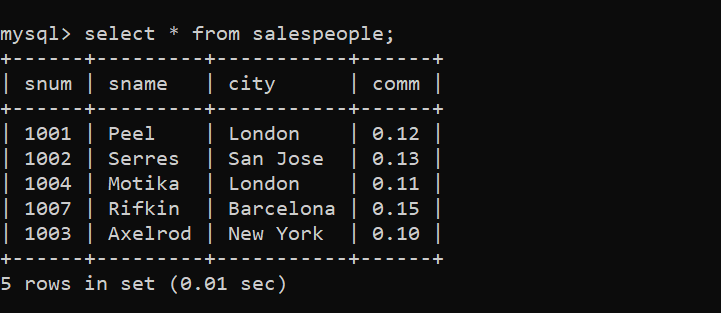 mysql> select * from salespeople;
+------+---------+-----------+------+
| snum | sname   | city      | comm |
+------+---------+-----------+------+
| 1001 | Peel    | London    | 0.12 |
| 1002 | Serres  | San Jose  | 0.13 |
| 1004 | Motika  | London    | 0.11 |
| 1007 | Rifkin  | Barcelona | 0.15 |
| 1003 | Axelrod | New York  | 0.10 |
+------+---------+-----------+------+
5 rows in set (0.01 sec)